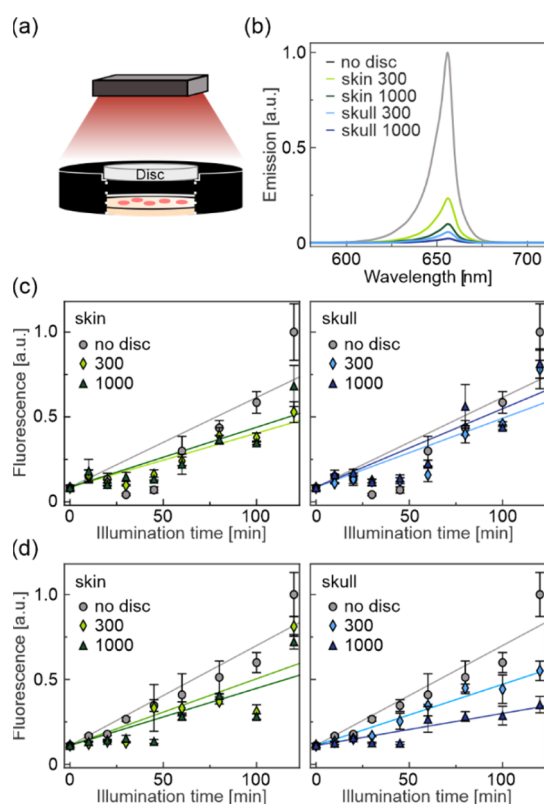 (a)
Disc
(b)
Emission [a.u.]
1.0
0.5
0
no disc
skin 300
skin 1000
skull 300
skull 1000
600
650
700
Wavelength [nm]
(c)
Fluorescence [a.u.]
1.0
0.5
0
skin
no disc
300
1000
0
50
100
Illumination time [min]
skull
no disc
300
1000
0
50
100
Illumination time [min]
(d)
Fluorescence [a.u.]
1.0
0.5
0
skin
no disc
300
1000
0
50
100
Illumination time [min]
skull
no disc
300
1000
0
50
100
Illumination time [min]